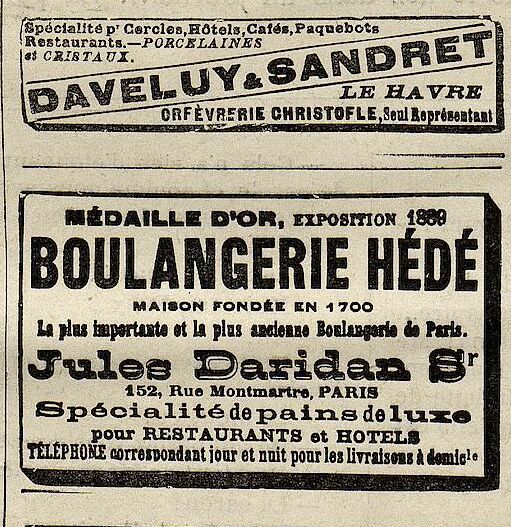 Spécialité pr Cercles, Hôtels, Cafés, Paquebots
Restaurants.—PORCELAINES
et CRISTAUX.
DAVELUY & SANDRET
LE HAVRE
ORFÈVRERIE CHRISTOFLE, Seul Représentant
MÉDAILLE D'OR, EXPOSITION 1889
BOULANGERIE HÉDÉ
MAISON FONDÉE EN 1700
La plus importante et la plus ancienne Boulangerie de Paris.
Jules Daridan Sr
152, Rue Montmartre, PARIS
Spécialité de pains de luxe
pour RESTAURANTS et HOTELS
TÉLÉPHONE correspondant jour et nuit pour les livraisons à domicle